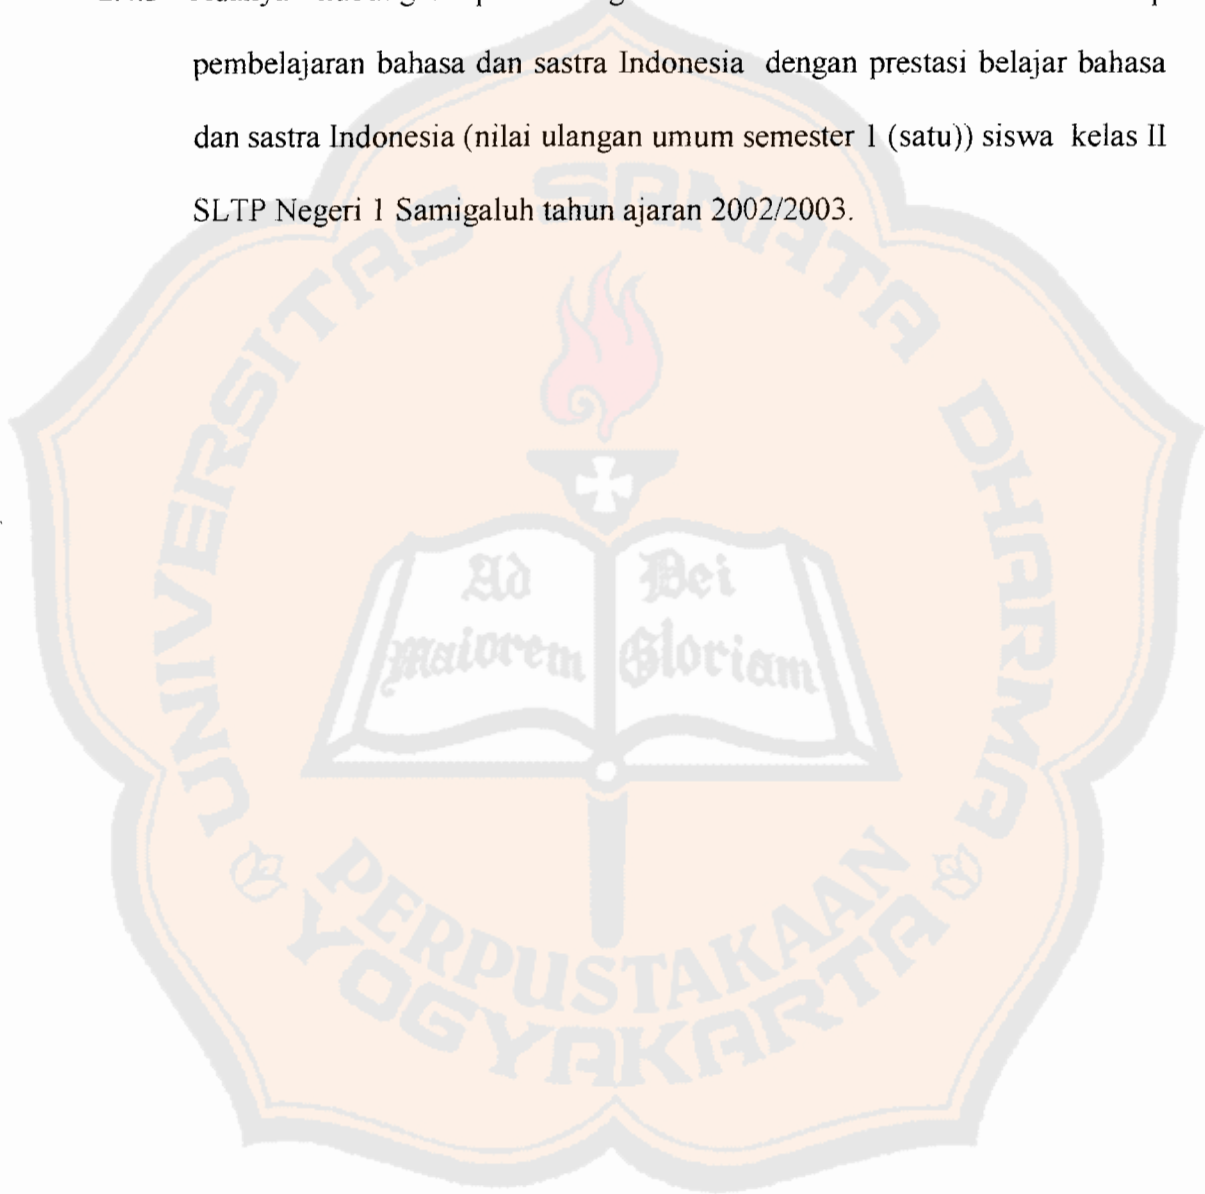 pembelajaran bahasa dan sastra Indonesia dengan prestasi belajar bahasa
dan sastra Indonesia (nilai ulangan umum semester 1 (satu)) siswa kelas II
SLTP Negeri 1 Samigaluh tahun ajaran 2002/2003.
UNIVERSITAS SANATA DHARMA
Ad Dei
maiorem Gloriam
PERPUSTAKAAN
YOGYAKARTA